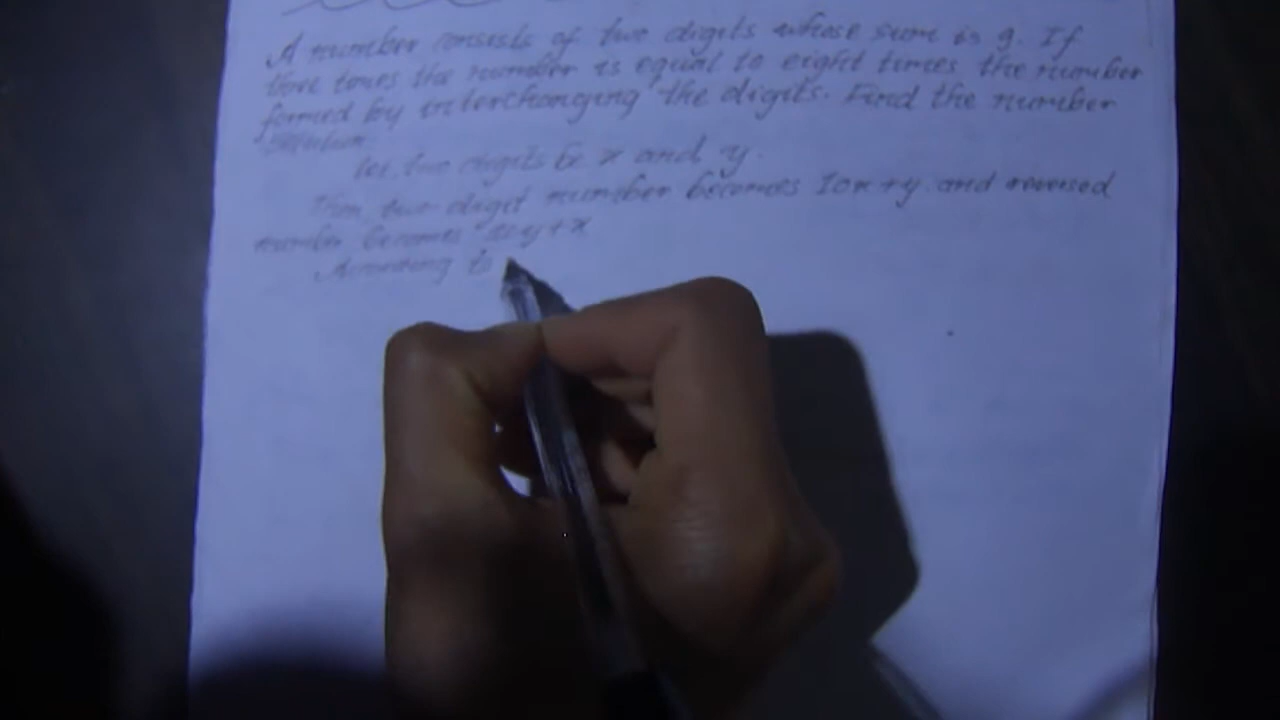 A number consists of two digits whose sum is 9. If
three times the number is equal to eight times the number
formed by interchanging the digits. Find the number
Solution
let two digits be x and y.
Then, two digit number becomes 10x+y and reversed
number becomes 10y+x
According to